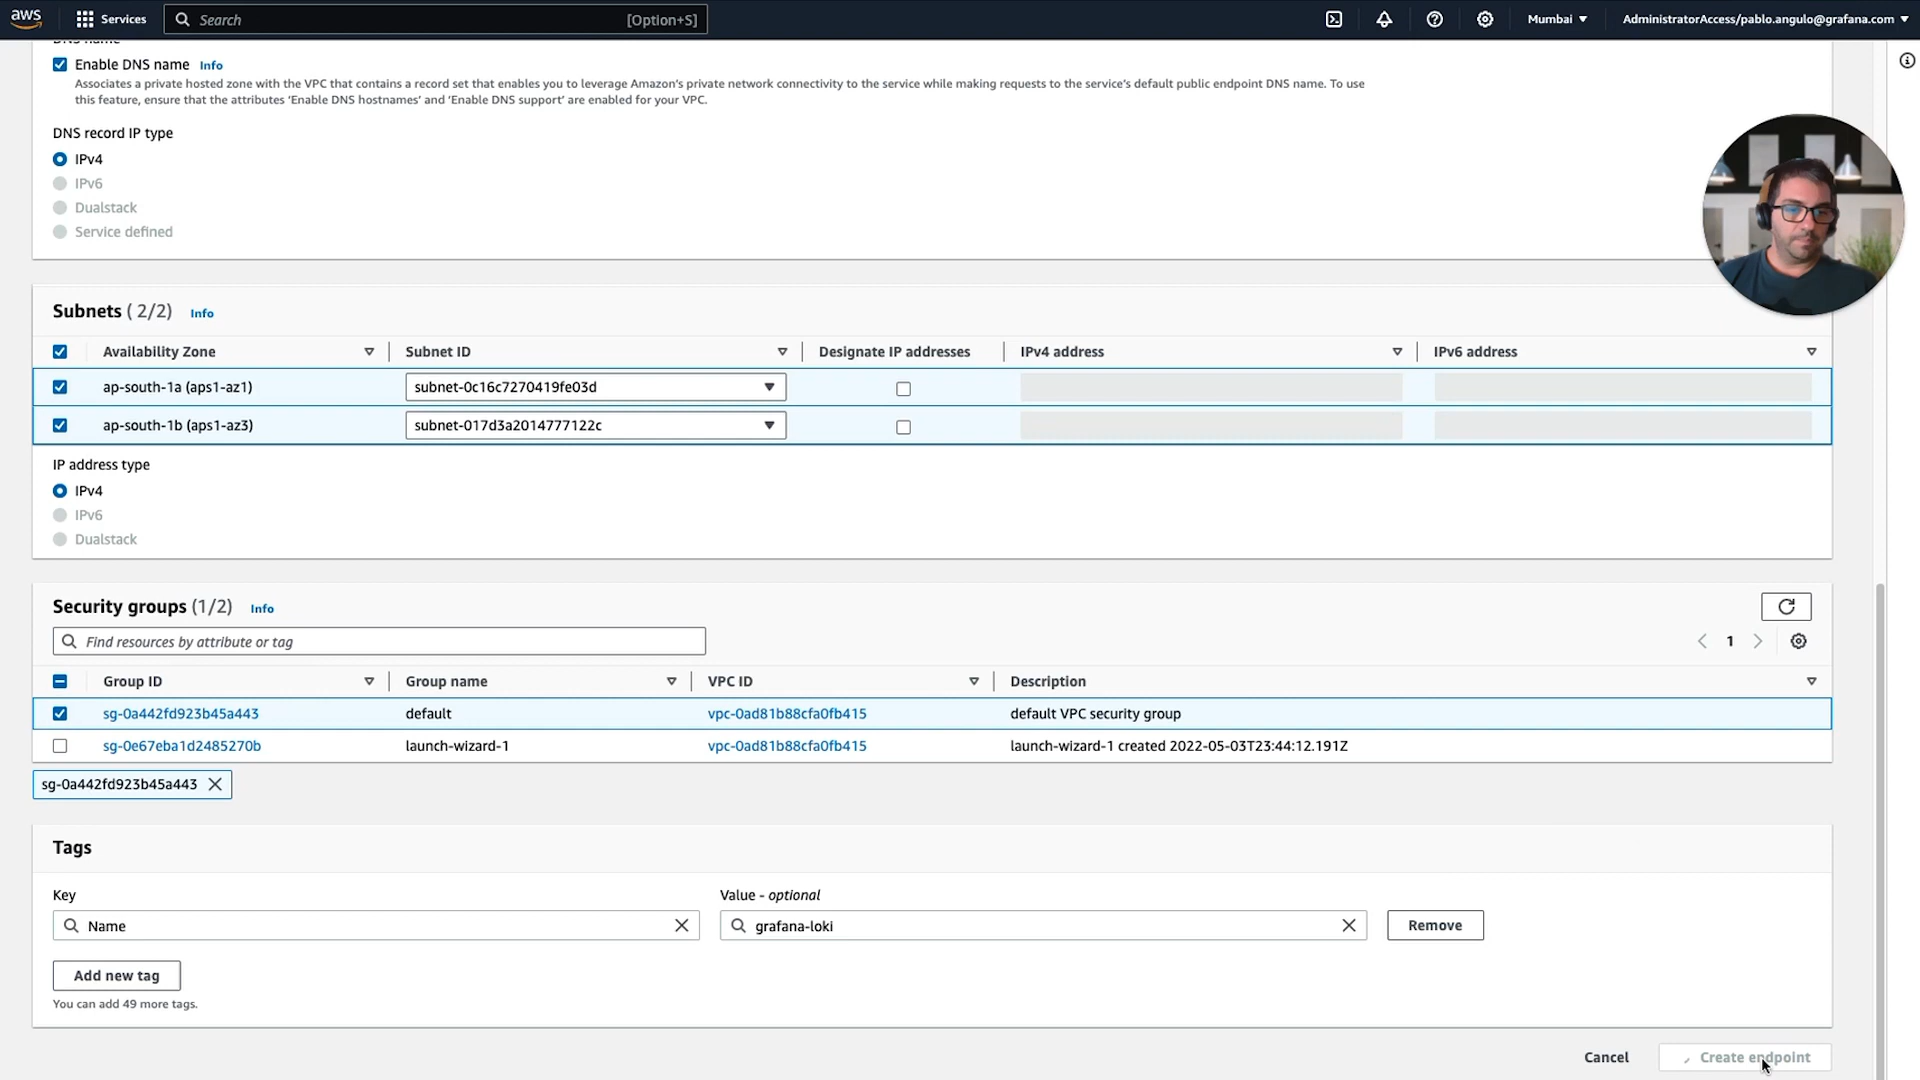 aws
Services
Search
[Option+S]
Mumbai
AdministratorAccess/pablo.angulo@grafana.com
DNS name
Enable DNS name Info
Associates a private hosted zone with the VPC that contains a record set that enables you to leverage Amazon's private network connectivity to the service while making requests to the service's default public endpoint DNS name. To use
this feature, ensure that the attributes 'Enable DNS hostnames' and 'Enable DNS support' are enabled for your VPC.
DNS record IP type
IPv4
IPv6
Dualstack
Service defined
Subnets ( 2/2) Info
Availability Zone Subnet ID Designate IP addresses IPv4 address IPv6 address
ap-south-1a (aps1-az1) subnet-0c16c7270419fe03d
ap-south-1b (aps1-az3) subnet-017d3a2014777122c
IP address type
IPv4
IPv6
Dualstack
Security groups (1/2) Info
Find resources by attribute or tag
1
Group ID Group name VPC ID Description
sg-0a442fd923b45a443 default vpc-0ad81b88cfa0fb415 default VPC security group
sg-0e67eba1d2485270b launch-wizard-1 vpc-0ad81b88cfa0fb415 launch-wizard-1 created 2022-05-03T23:44:12.191Z
sg-0a442fd923b45a443
Tags
Key Value - optional
Name grafana-loki Remove
Add new tag
You can add 49 more tags.
Cancel Create endpoint